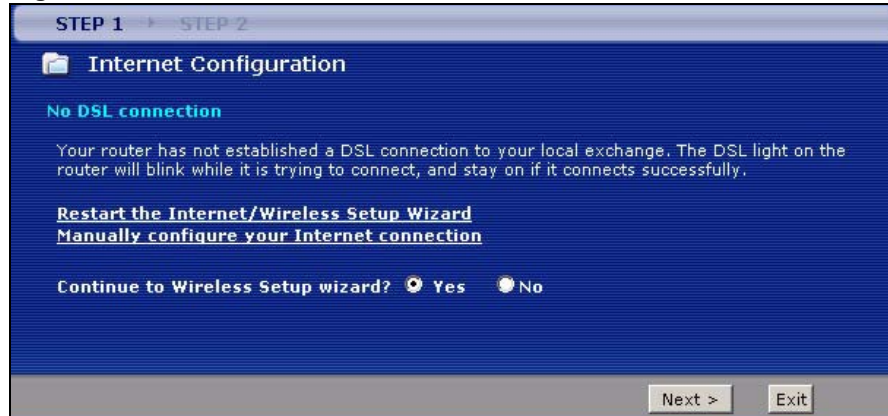 STEP 1 STEP 2
Internet Configuration
No DSL connection
Your router has not established a DSL connection to your local exchange. The DSL light on the
router will blink while it is trying to connect, and stay on if it connects successfully.
Restart the Internet/Wireless Setup Wizard
Manually configure your Internet connection
Continue to Wireless Setup wizard? Yes No
Next > Exit